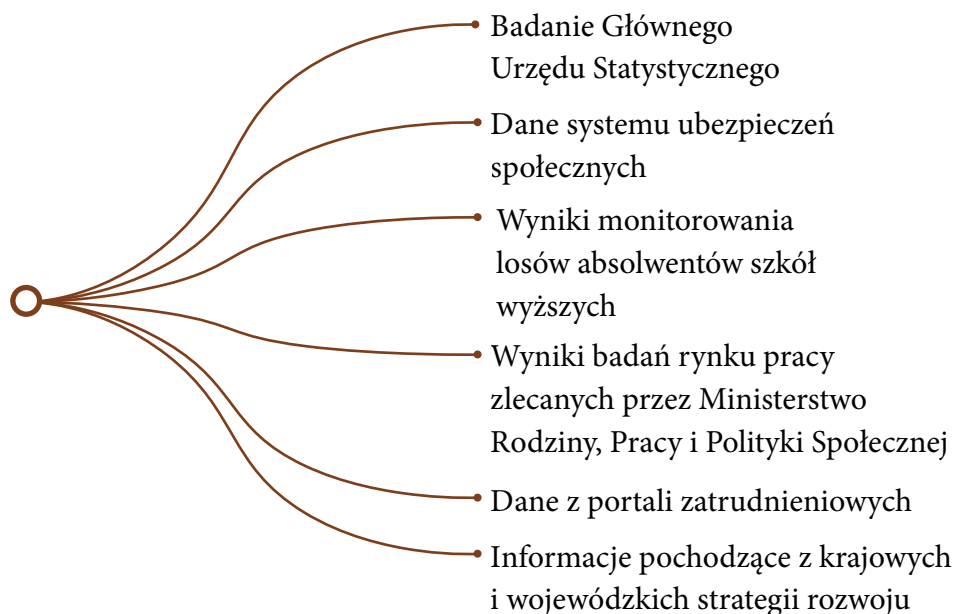 Badanie Głównego
Urzędu Statystycznego
Dane systemu ubezpieczeń
społecznych
Wyniki monitorowania
losów absolwentów szkół
wyższych
Wyniki badań rynku pracy
zlecanych przez Ministerstwo
Rodziny, Pracy i Polityki Społecznej
Dane z portali zatrudnieniowych
Informacje pochodzące z krajowych
i wojewódzkich strategii rozwoju